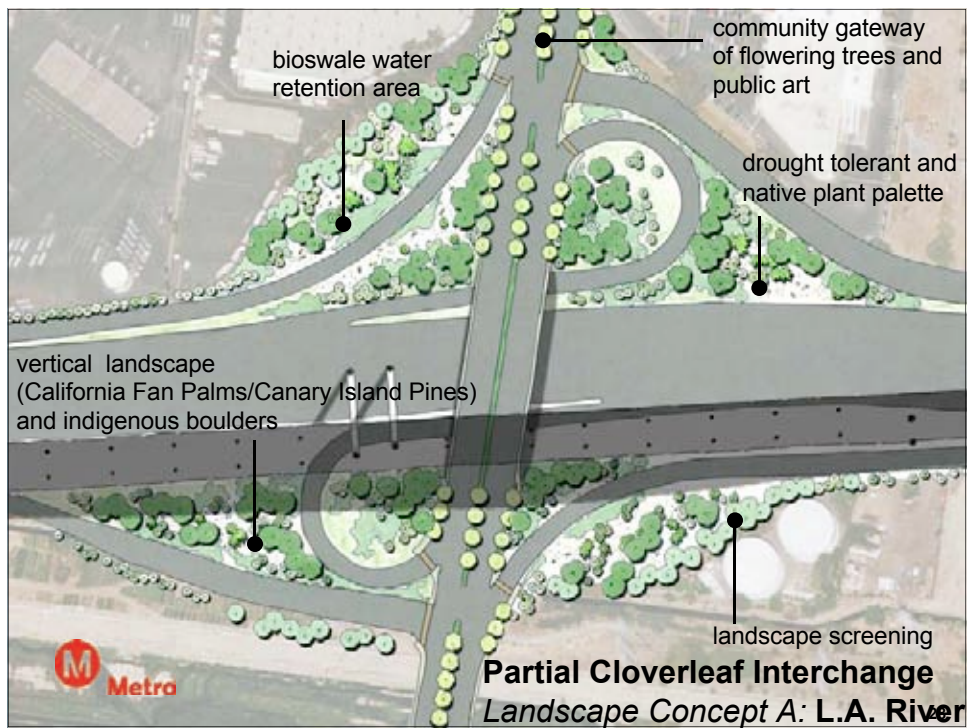 community gateway
of flowering trees and
public art
bioswale water
retention area
drought tolerant and
native plant palette
vertical landscape
(California Fan Palms/Canary Island Pines)
and indigenous boulders
landscape screening
M
Metro
Partial Cloverleaf Interchange
Landscape Concept A: L.A. River